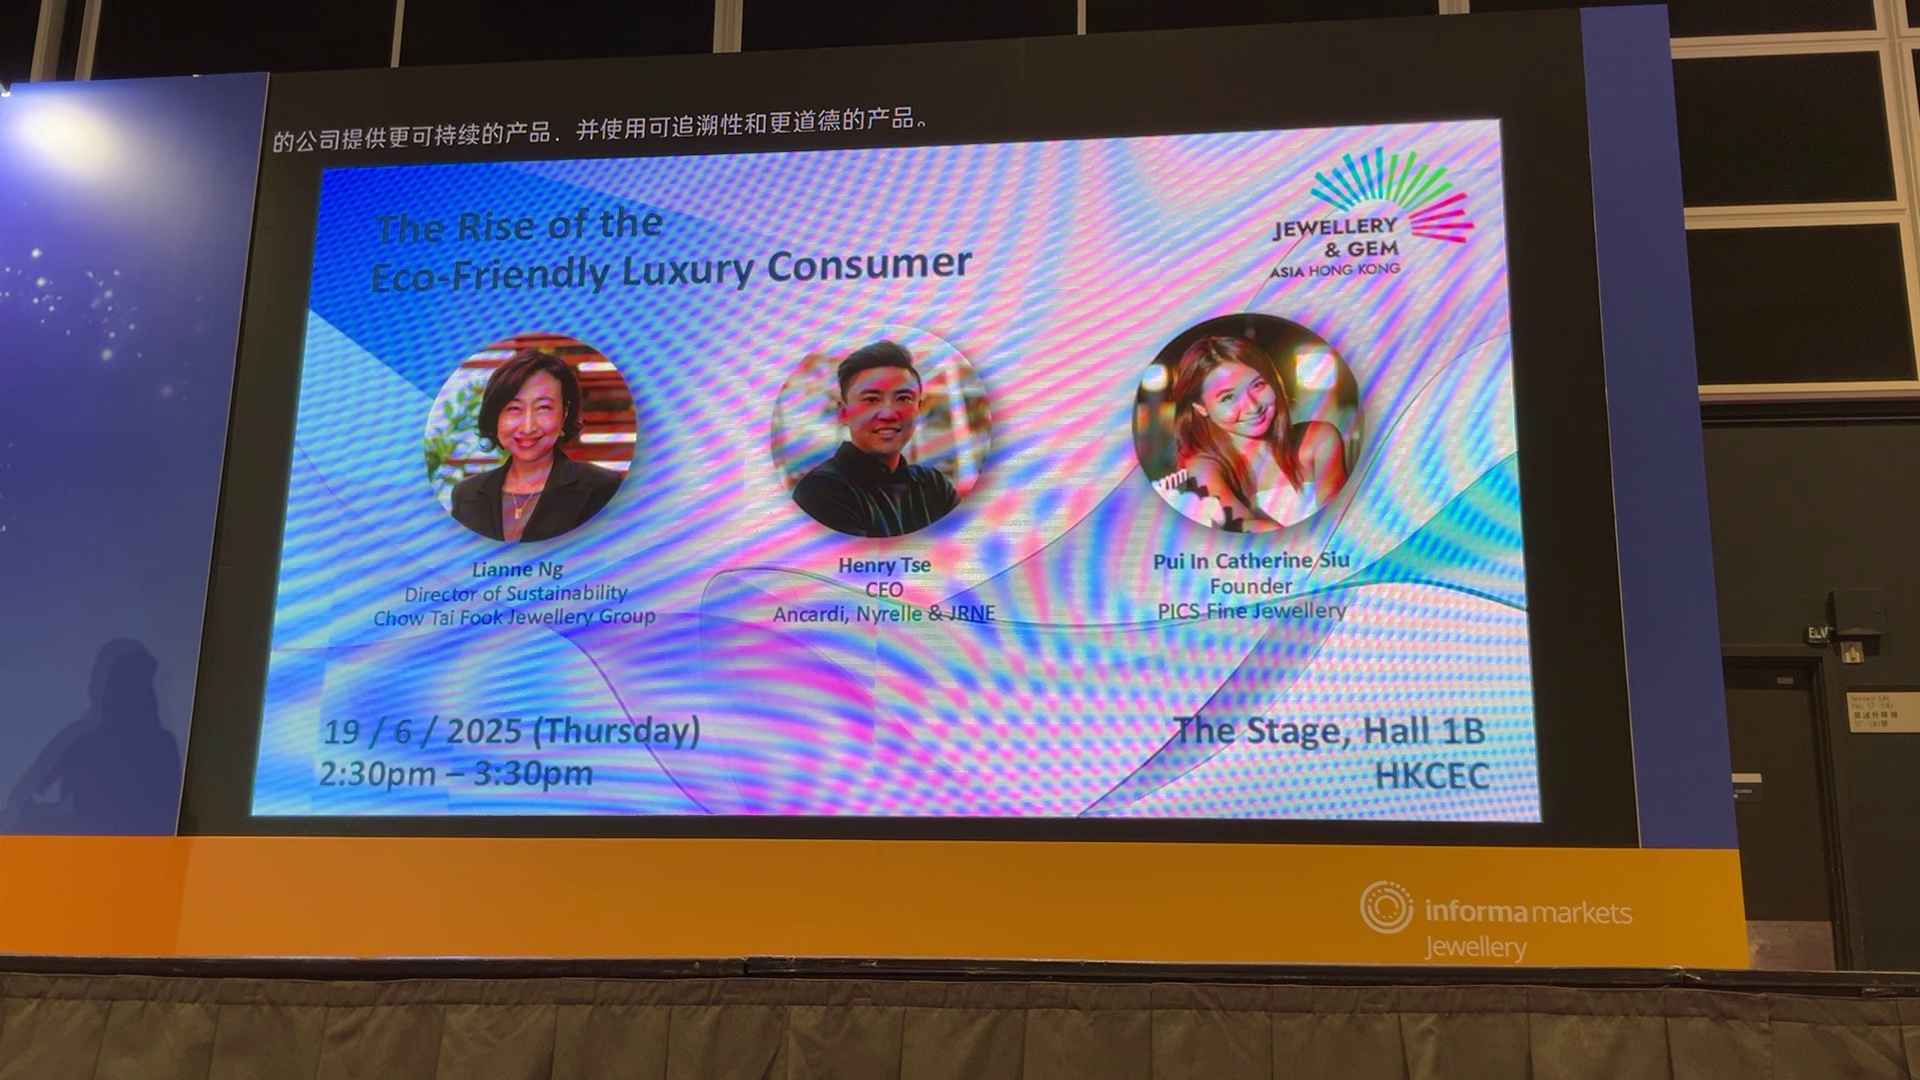 的公司提供更可持续的产品．并使用可追溯性和更道德的产品。
The Rise of the
Eco-Friendly Luxury Consumer
JEWELLERY
& GEM
ASIA HONG KONG
Lianne Ng
Director of Sustainability
Chow Tai Fook Jewellery Group
Henry Tse
CEO
Ancardi, Nyrelle & JRNE
Pui In Catherine Siu
Founder
PICS Fine Jewellery
19 / 6 / 2025 (Thursday)
2:30pm – 3:30pm
The Stage, Hall 1B
HKCEC
informa markets
Jewellery
Service Lift